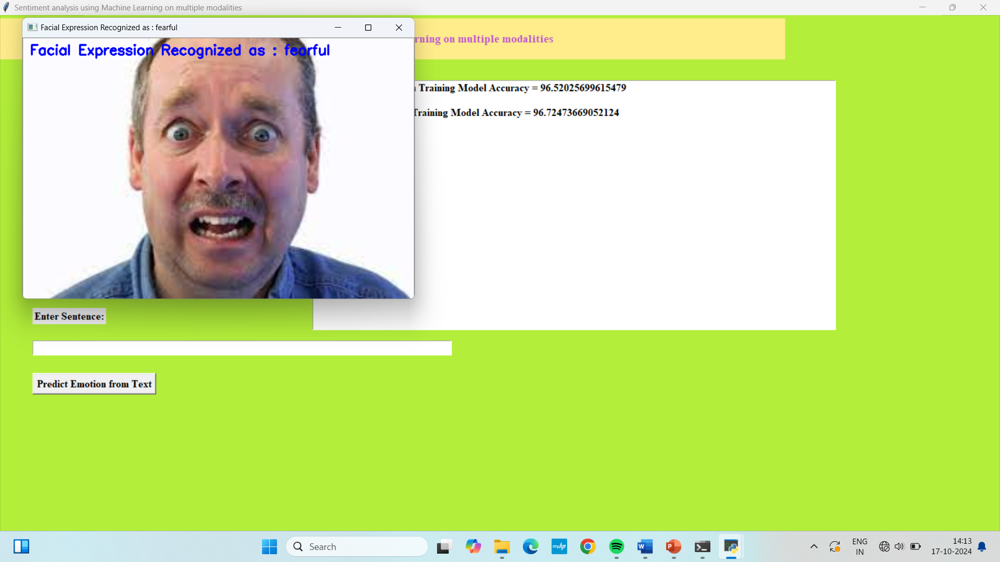 Sentiment analysis using Machine Learning on multiple modalities
Facial Expression Recognized as : fearful
Facial Expression Recognized as : fearful
on multiple modalities
Training Model Accuracy = 96.52025699615479
Training Model Accuracy = 96.72473669052124
Enter Sentence:
Predict Emotion from Text
Search
myhp
W
P
ENG
IN
14:13
17-10-2024